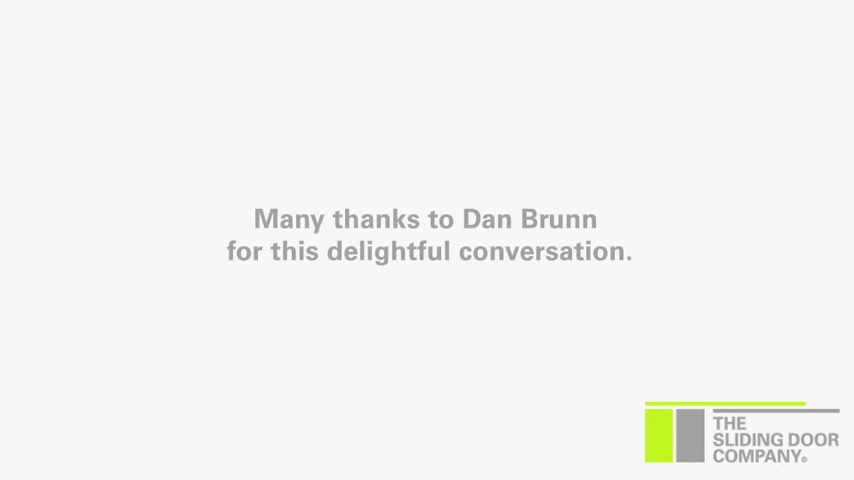 Many thanks to Dan Brunn
for this delightful conversation.
THE
SLIDING DOOR
COMPANY®